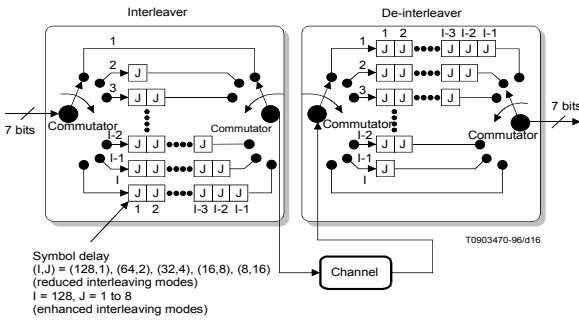 Interleaver
De-interleaver
1
2
3
I-2
I-1
I
J
J J
J J J
J J J
J J J J J
1 2 I-3 I-2 I-1
Commutator
Commutator
7 bits
1 2 I-3 I-2 I-1
1
2
3
I-2
I-1
I
J J J J J
J J J J
J J J
J J
J
Commutator
Commutator
7 bits
T0903470-96/d16
Symbol delay
(I,J) = (128,1), (64,2), (32,4), (16,8), (8,16)
(reduced interleaving modes)
I = 128, J = 1 to 8
(enhanced interleaving modes)
Channel